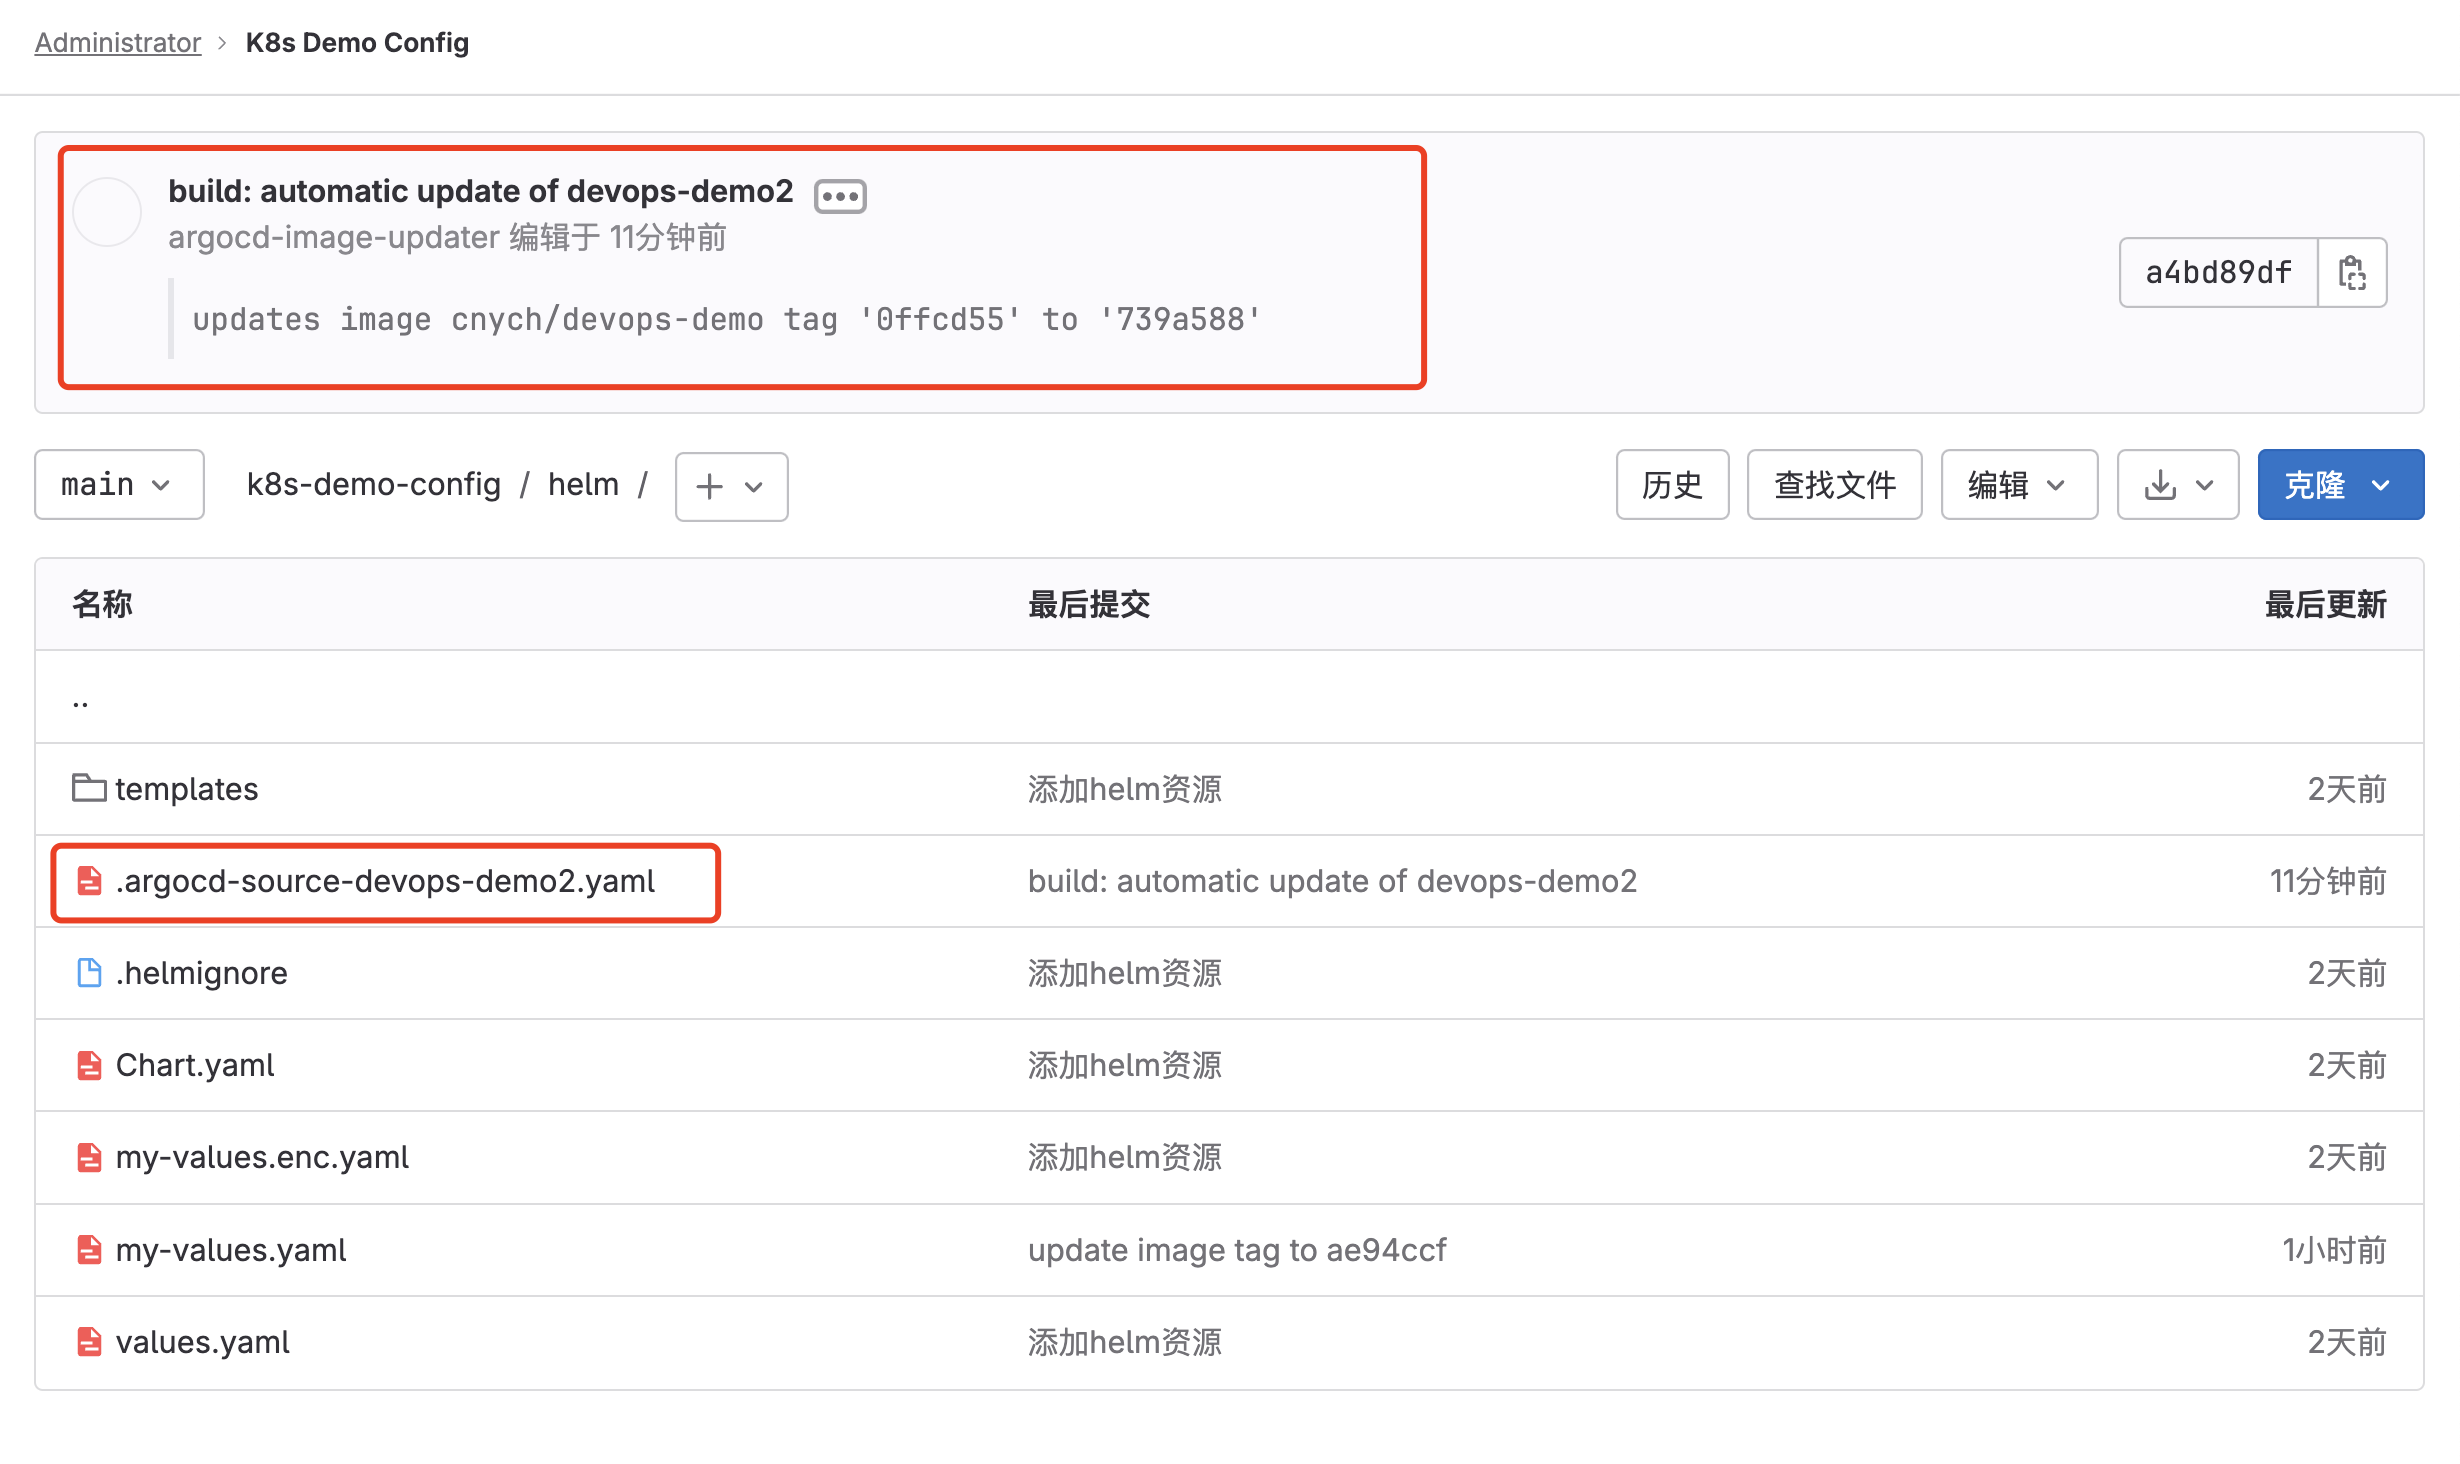 Administrator > K8s Demo Config
build: automatic update of devops-demo2
argocd-image-updater 编辑于 11分钟前
updates image cnych/devops-demo tag '0ffcd55' to '739a588'
a4bd89df
main k8s-demo-config / helm / 历史 查找文件 编辑 克隆
名称 最后提交 最后更新
..
templates 添加helm资源 2天前
.argocd-source-devops-demo2.yaml build: automatic update of devops-demo2 11分钟前
.helmignore 添加helm资源 2天前
Chart.yaml 添加helm资源 2天前
my-values.enc.yaml 添加helm资源 2天前
my-values.yaml update image tag to ae94ccf 1小时前
values.yaml 添加helm资源 2天前